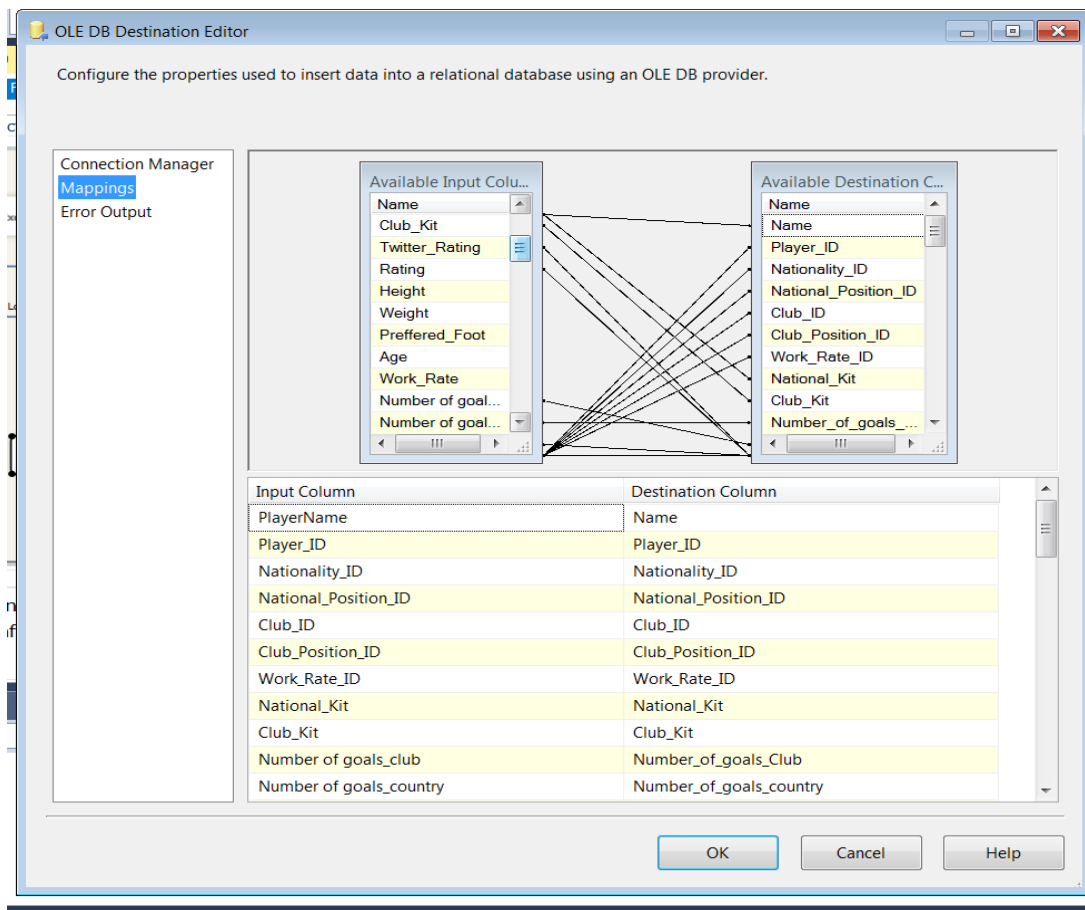 OLE DB Destination Editor
Configure the properties used to insert data into a relational database using an OLE DB provider.
Connection Manager
Mappings
Error Output
Available Input Colu...
Name
Club_Kit
Twitter_Rating
Rating
Height
Weight
Preffered_Foot
Age
Work_Rate
Number of goal...
Number of goal...
Available Destination C...
Name
Name
Player_ID
Nationality_ID
National_Position_ID
Club_ID
Club_Position_ID
Work_Rate_ID
National_Kit
Club_Kit
Number_of_goals_...
Input Column Destination Column
PlayerName Name
Player_ID Player_ID
Nationality_ID Nationality_ID
National_Position_ID National_Position_ID
Club_ID Club_ID
Club_Position_ID Club_Position_ID
Work_Rate_ID Work_Rate_ID
National_Kit National_Kit
Club_Kit Club_Kit
Number of goals_club Number_of_goals_Club
Number of goals_country Number_of_goals_country
OK Cancel Help